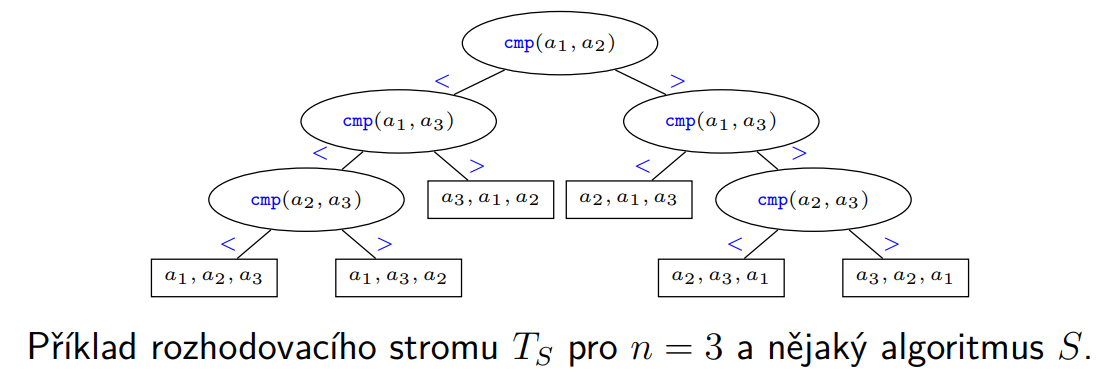 cmp(a₁, a₂)
< >
cmp(a₁, a₃) cmp(a₁, a₃)
< > < >
cmp(a₂, a₃) a₃, a₁, a₂ a₂, a₁, a₃ cmp(a₂, a₃)
< > < >
a₁, a₂, a₃ a₁, a₃, a₂ a₂, a₃, a₁ a₃, a₂, a₁
Příklad rozhodovacího stromu T_S pro n = 3 a nějaký algoritmus S.